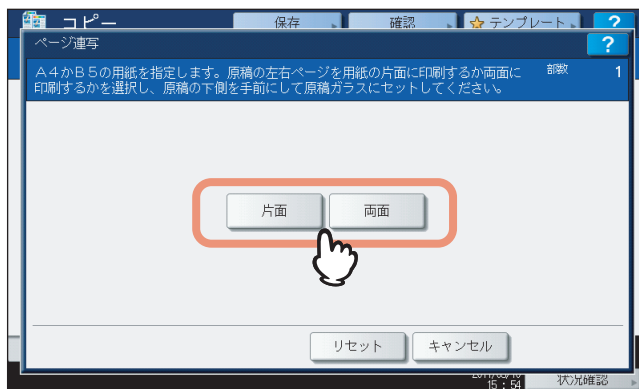 コピー
保存
確認
テンプレート
?
ページ連写
?
A4かB5の用紙を指定します。原稿の左右ページを用紙の片面に印刷するか両面に
印刷するかを選択し、原稿の下側を手前にして原稿ガラスにセットしてください。
部数 1
片面
両面
リセット
キャンセル
15:54
状況確認